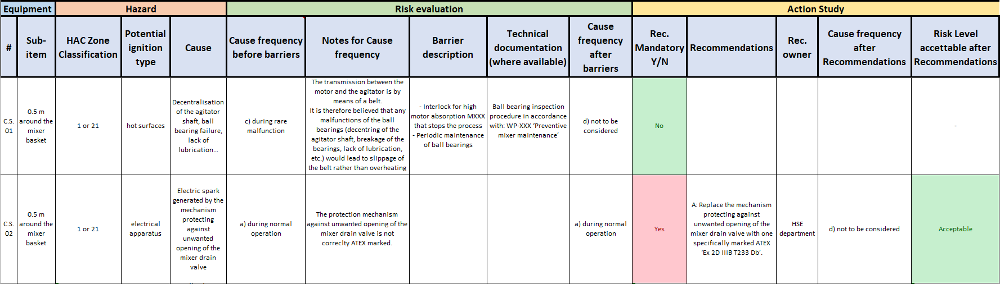 Equipment
Hazard
Risk evaluation
Action Study
#
Sub-
item
HAC Zone
Classification
Potential
ignition
type
Cause
Cause frequency
before barriers
Notes for Cause
frequency
Barrier
description
Technical
documentation
(where available)
Cause
frequency
after
barriers
Rec.
Mandatory
Y/N
Recommendations
Rec.
owner
Cause frequency
after
Recommendations
Risk Level
accettable after
Recommendations
C.S.
01
0.5 m
around the
mixer
basket
1 or 21
hot surfaces
Decentralisation
of the agitator
shaft, ball
bearing failure,
lack of
lubrication...
c) during rare
malfunction
The transmission between the
motor and the agitator is by
means of a belt.
It is therefore believed that any
malfunctions of the ball
bearings (decentring of the
agitator shaft, breakage of the
bearings, lack of lubrication,
etc.) would lead to slippage of
the belt rather than overheating
- Interlock for high
motor absorption MXXX
that stops the process
- Periodic maintenance
of ball bearings
Ball bearing inspection
procedure in accordance
with: WP-XXX ‘Preventive
mixer maintenance’
d) not to be
considered
No
-
C.S.
02
0.5 m
around the
mixer
basket
1 or 21
electrical
apparatus
Electric spark
generated by the
mechanism
protecting
against
unwanted
opening of the
mixer drain
valve
a) during normal
operation
The protection mechanism
against unwanted opening of the
mixer drain valve is not
correclty ATEX marked.
a) during normal
operation
Yes
A: Replace the mechanism
protecting against
unwanted opening of the
mixer drain valve with one
specifically marked ATEX
‘Ex 2D IIIB T233 Db’.
HSE
department
d) not to be considered
Acceptable